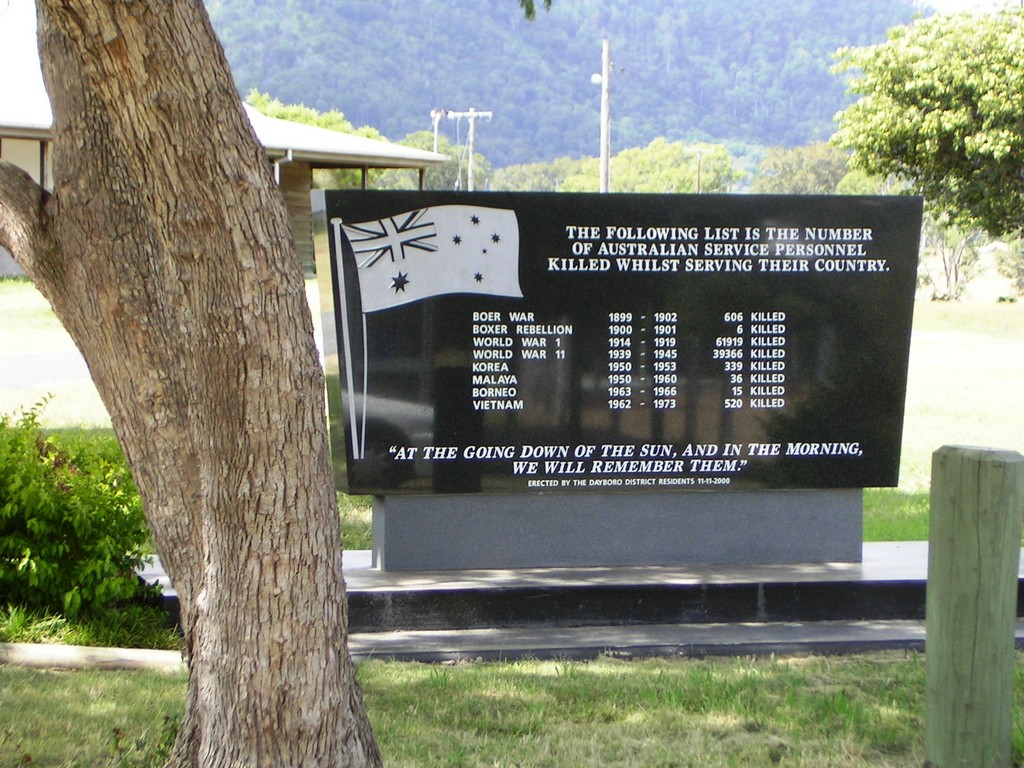 THE FOLLOWING LIST IS THE NUMBER
OF AUSTRALIAN SERVICE PERSONNEL
KILLED WHILST SERVING THEIR COUNTRY.
BOER WAR 1899 - 1902 606 KILLED
BOXER REBELLION 1900 - 1901 6 KILLED
WORLD WAR 1 1914 - 1919 61919 KILLED
WORLD WAR 11 1939 - 1945 39366 KILLED
KOREA 1950 - 1953 339 KILLED
MALAYA 1950 - 1960 36 KILLED
BORNEO 1963 - 1966 15 KILLED
VIETNAM 1962 - 1973 520 KILLED
"AT THE GOING DOWN OF THE SUN, AND IN THE MORNING,
WE WILL REMEMBER THEM."
ERECTED BY THE DAYBORO DISTRICT RESIDENTS 11-11-2000